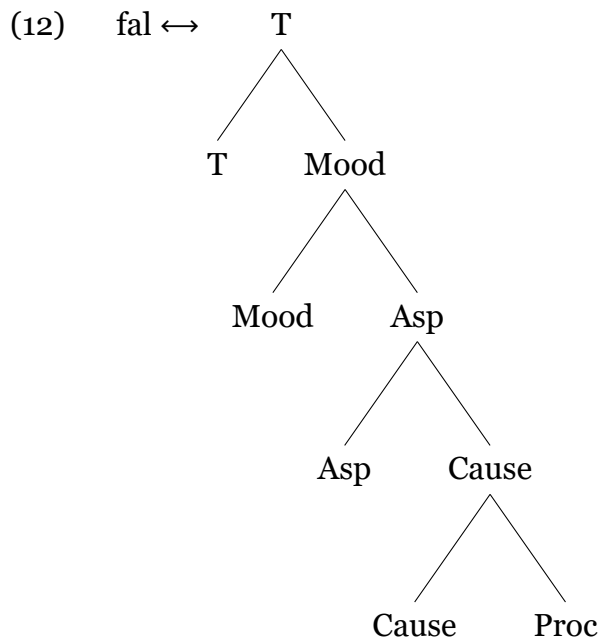 (12) fal ↔ T
T Mood
Mood Asp
Asp Cause
Cause Proc